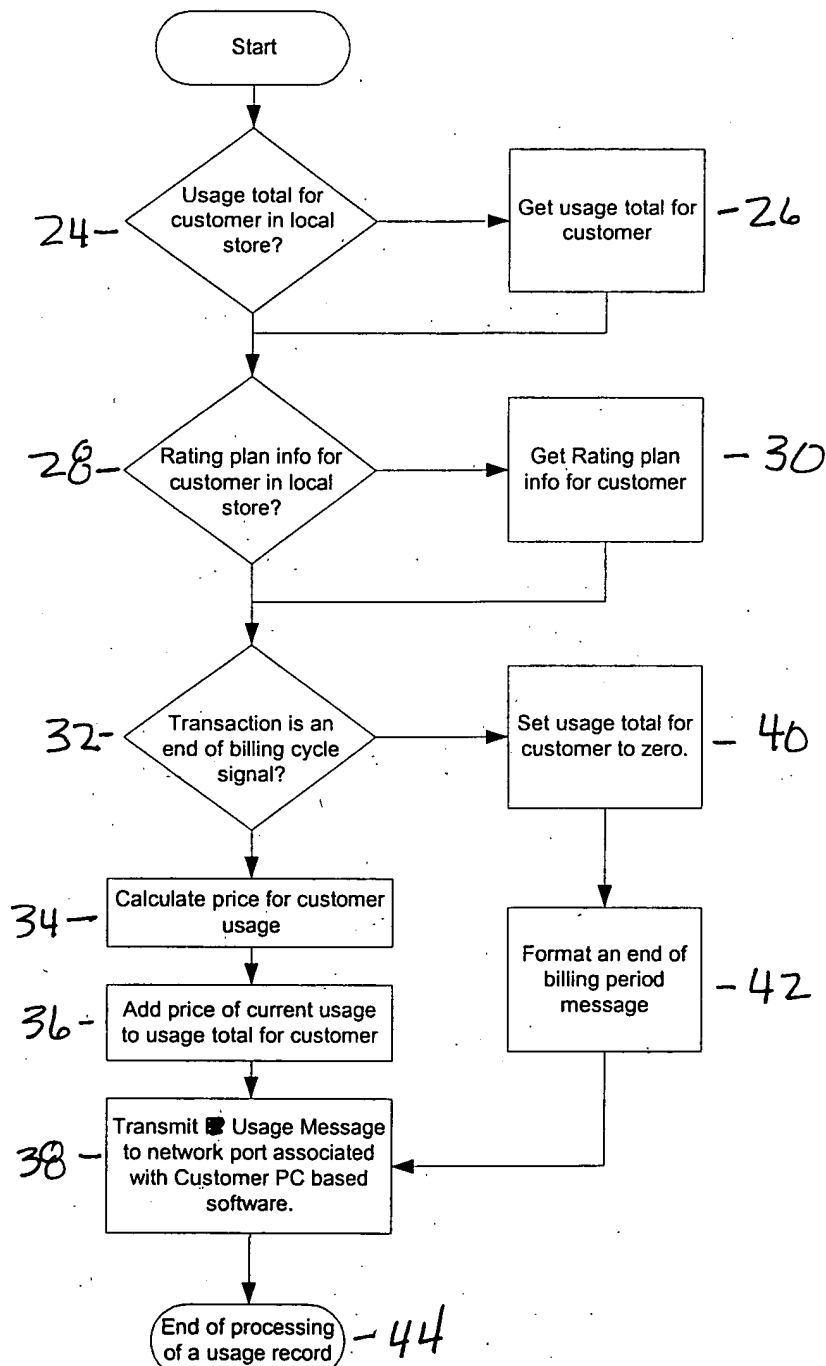 Start
Usage total for
customer in local
store?
24-
Get usage total for
customer
-26
Rating plan info for
customer in local
store?
28-
Get Rating plan
info for customer
-30
Transaction is an
end of billing cycle
signal?
32-
Set usage total for
customer to zero.
-40
Calculate price for customer
usage
34-
Format an end of
billing period
message
-42
Add price of current usage
to usage total for customer
36-
Transmit Usage Message
to network port associated
with Customer PC based
software.
38-
End of processing
of a usage record
-44